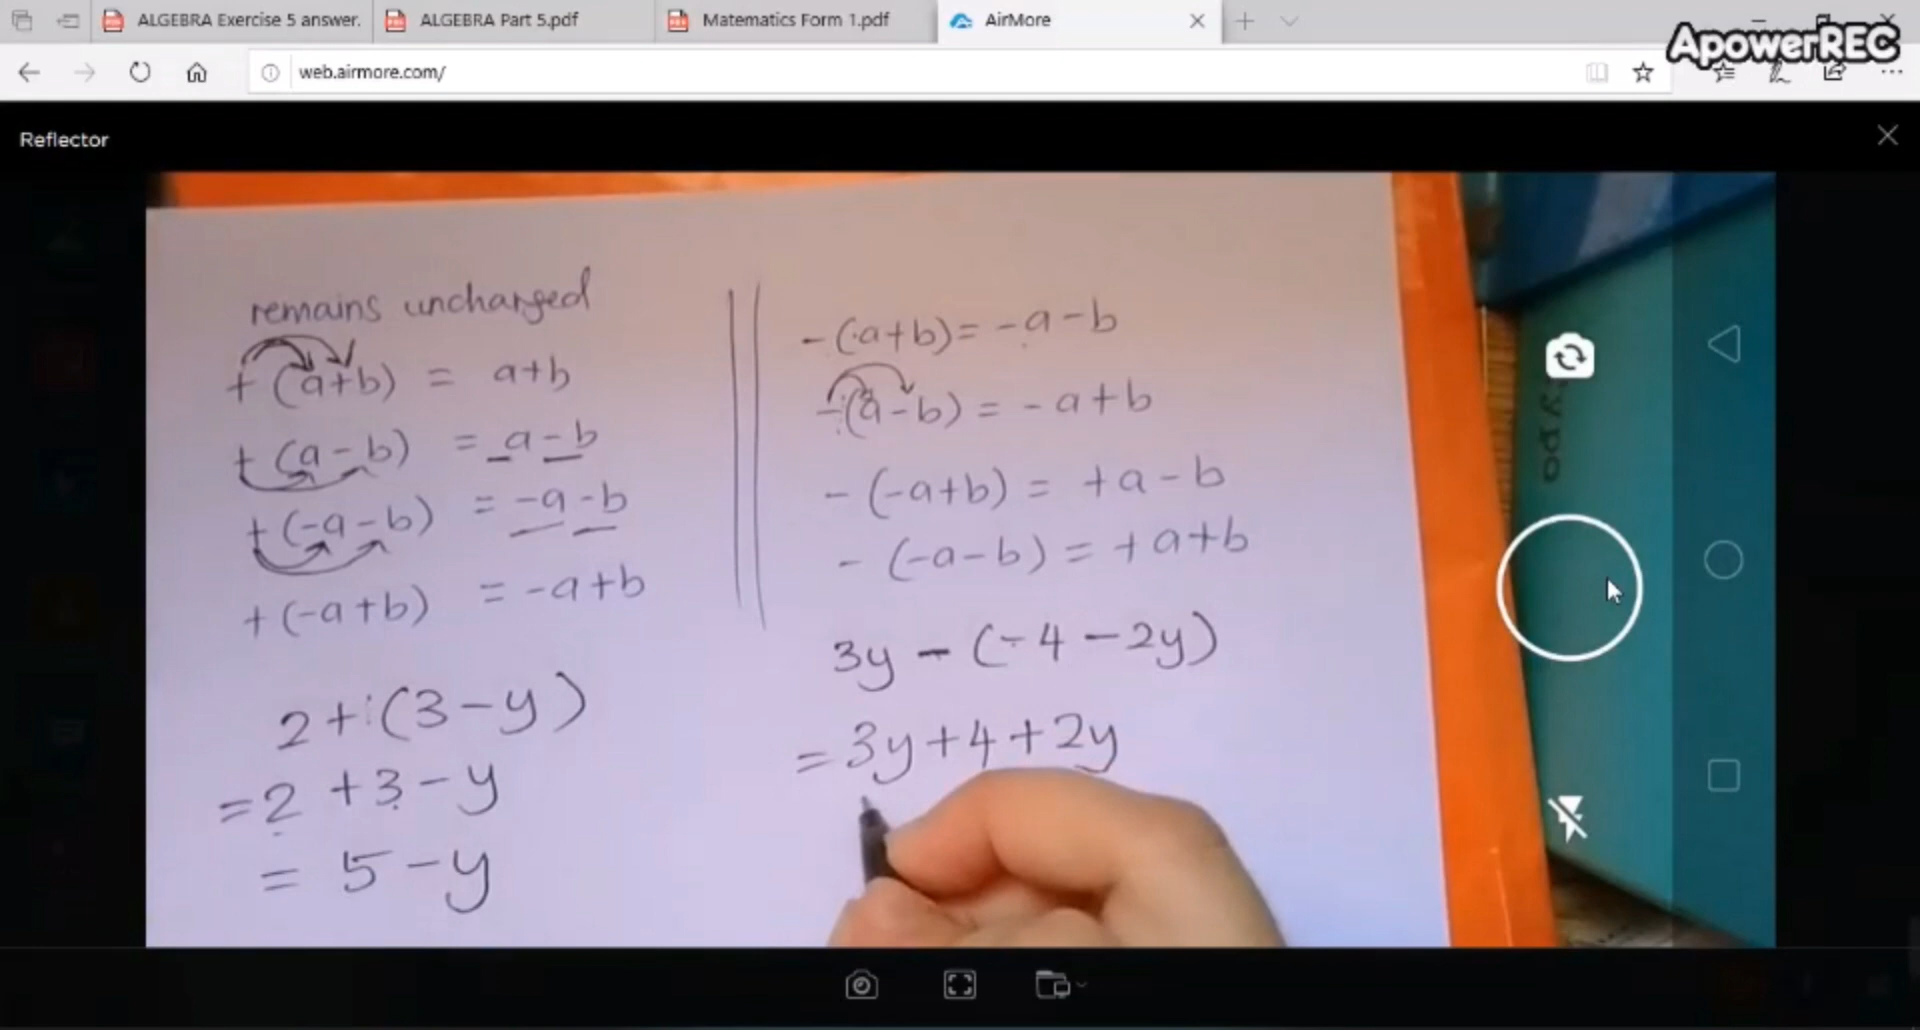 ALGEBRA Exercise 5 answer.
ALGEBRA Part 5.pdf
Matematics Form 1.pdf
AirMore
ApowerREC
web.airmore.com/
Reflector
remains unchanged
+(a+b) = a+b
+(a-b) = a-b
+(-a-b) = -a-b
+(-a+b) = -a+b
2+(3-y)
=2+3-y
= 5-y
-(a+b)=-a-b
-(a-b)=-a+b
-(-a+b)=+a-b
-(-a-b)=+a+b
3y-(-4-2y)
=3y+4+2y